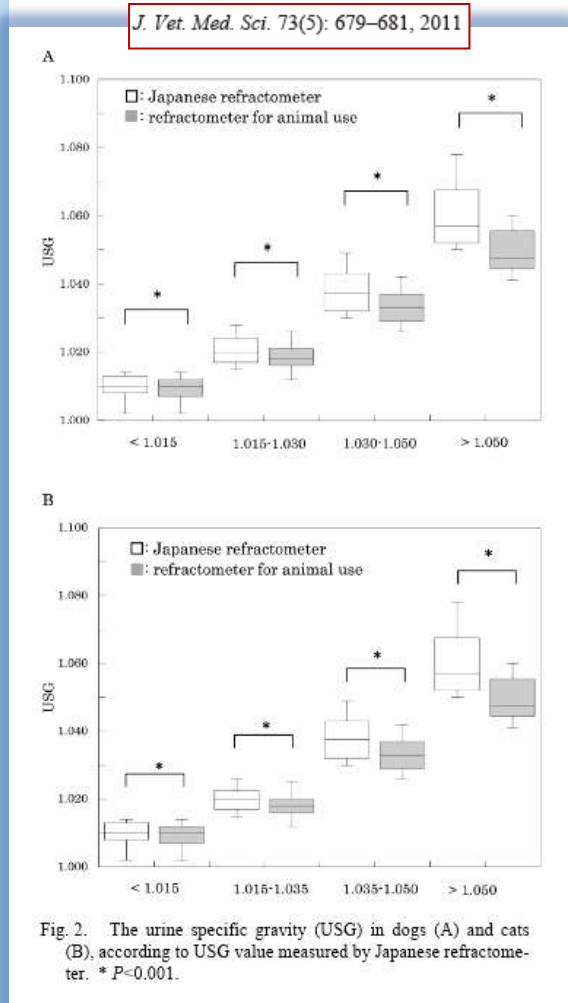 J. Vet. Med. Sci. 73(5): 679–681, 2011
A
1.100
1.080
1.060
1.040
1.020
1.000
USG
□: Japanese refractometer
■: refractometer for animal use
*
*
*
*
< 1.015
1.015-1.030
1.030-1.050
> 1.050
B
1.100
1.080
1.060
1.040
1.020
1.000
USG
□: Japanese refractometer
■: refractometer for animal use
*
*
*
*
< 1.015
1.015-1.035
1.035-1.050
> 1.050
Fig. 2. The urine specific gravity (USG) in dogs (A) and cats
(B), according to USG value measured by Japanese refractome-
ter. * P<0.001.